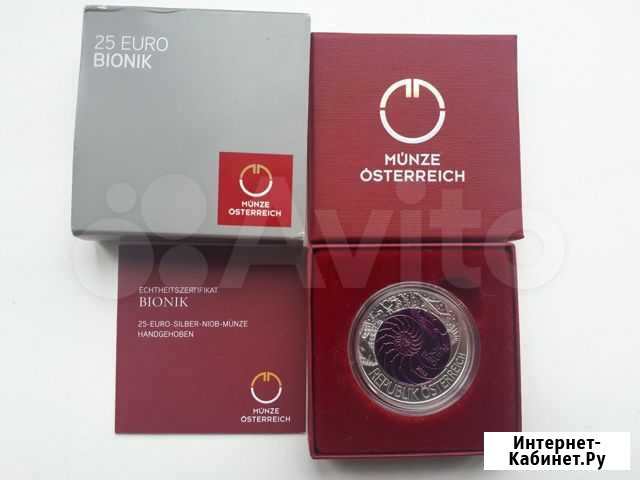 25 EURO
BIONIK
MÜNZE
ÖSTERREICH
MÜNZE
ÖSTERREICH
Avito
ECHTHEITSZERTIFIKAT
BIONIK
25-EURO-SILBER-NIOB-MÜNZE
HANDGEHOBEN
MÜNZE
ÖSTERREICH
REPUBLIK ÖSTERREICH
Интернет-
Кабинет.Ру